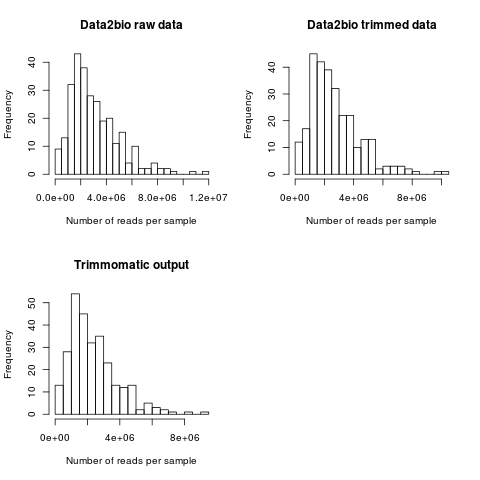 Data2bio raw data
Frequency
0 10 20 30 40
0.0e+00 4.0e+06 8.0e+06 1.2e+07
Number of reads per sample
Data2bio trimmed data
Frequency
0 10 20 30 40
0e+00 4e+06 8e+06
Number of reads per sample
Trimmomatic output
Frequency
0 10 20 30 40 50
0e+00 4e+06 8e+06
Number of reads per sample